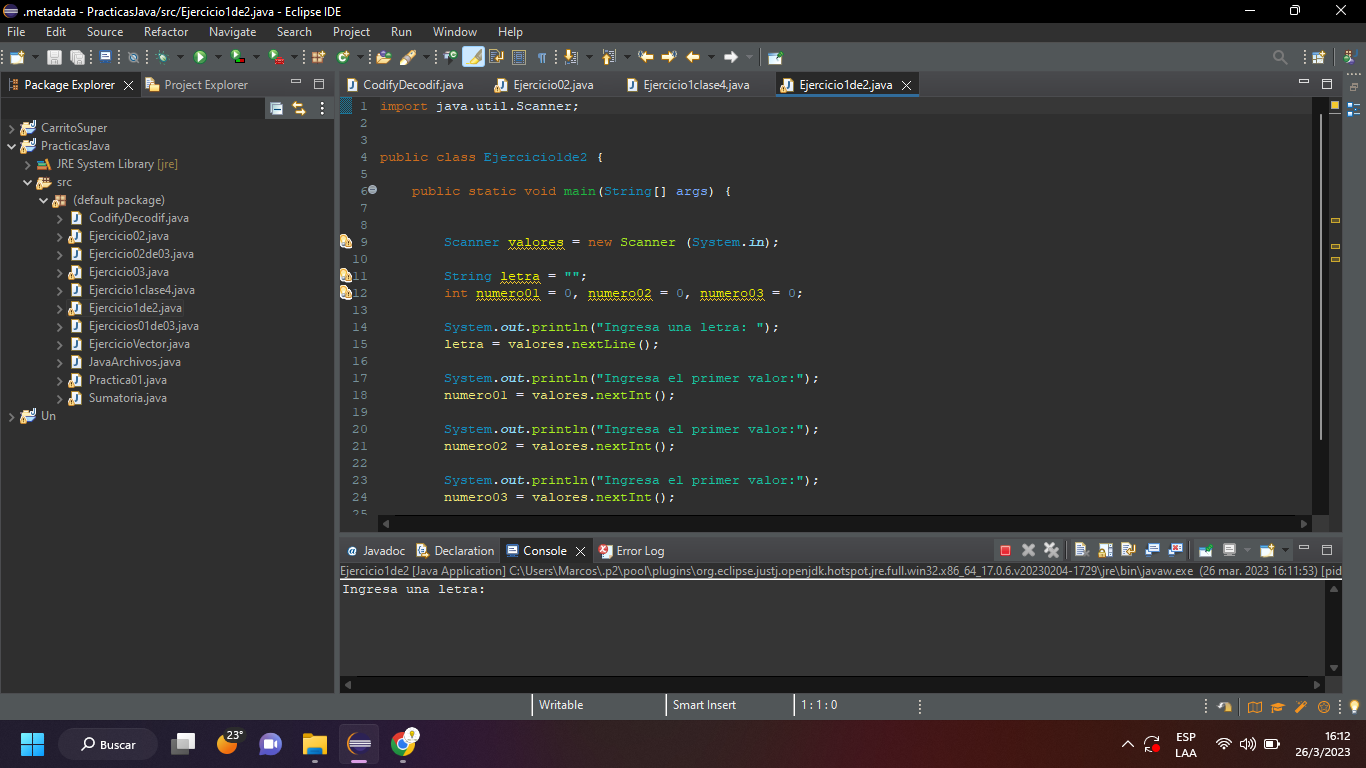 .metadata - PracticasJava/src/Ejercicio1de2.java - Eclipse IDE
File Edit Source Refactor Navigate Search Project Run Window Help
Package Explorer Project Explorer
CarritoSuper
PracticasJava
JRE System Library [jre]
src
(default package)
CodifyDecodif.java
Ejercicio02.java
Ejercicio02de03.java
Ejercicio03.java
Ejercicio1clase4.java
Ejercicio1de2.java
Ejercicios01de03.java
EjercicioVector.java
JavaArchivos.java
Practica01.java
Sumatoria.java
Un
CodifyDecodif.java Ejercicio02.java Ejercicio1clase4.java Ejercicio1de2.java
1 import java.util.Scanner;
2
3
4 public class Ejercicio1de2 {
5
6 public static void main(String[] args) {
7
8
9 Scanner valores = new Scanner (System.in);
10
11 String letra = "";
12 int numero01 = 0, numero02 = 0, numero03 = 0;
13
14 System.out.println("Ingresa una letra: ");
15 letra = valores.nextLine();
16
17 System.out.println("Ingresa el primer valor:");
18 numero01 = valores.nextInt();
19
20 System.out.println("Ingresa el primer valor:");
21 numero02 = valores.nextInt();
22
23 System.out.println("Ingresa el primer valor:");
24 numero03 = valores.nextInt();
25
Javadoc Declaration Console Error Log
Ejercicio1de2 [Java Application] C:\Users\Marcos\.p2\pool\plugins\org.eclipse.justj.openjdk.hotspot.jre.full.win32.x86_64_17.0.6.v20230204-1729\jre\bin\javaw.exe (26 mar. 2023 16:11:53) [pid
Ingresa una letra:
Writable Smart Insert 1 : 1 : 0
Buscar
23°
ESP
LAA
16:12
26/3/2023